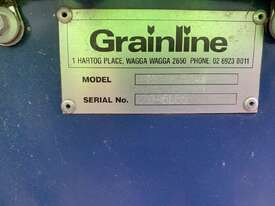 Grainline
1 HARTOG PLACE, WAGGA WAGGA 2650 PHONE 02 6923 8011
MODEL
SERIAL No.